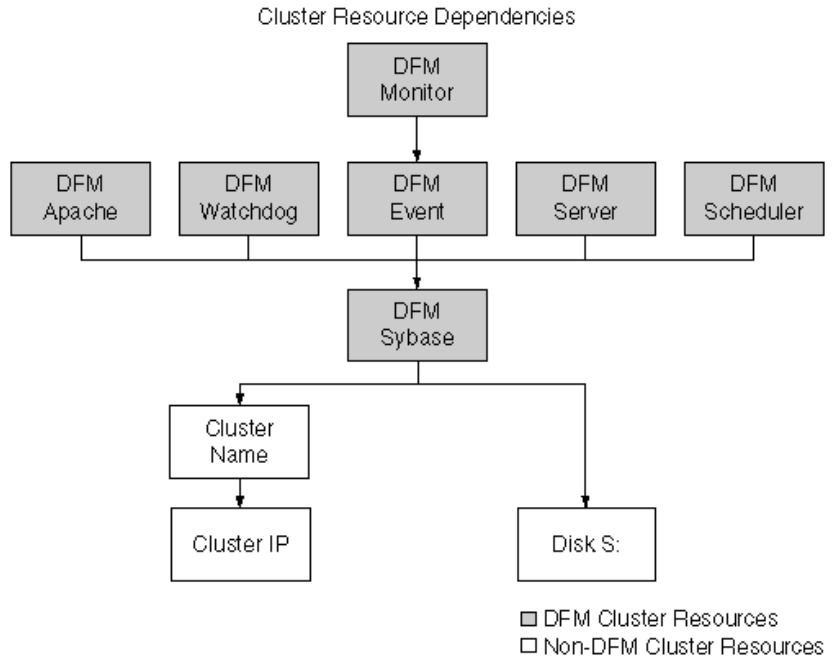 Cluster Resource Dependencies
DFM
Monitor
DFM
Apache
DFM
Watchdog
DFM
Event
DFM
Server
DFM
Scheduler
DFM
Sybase
Cluster
Name
Cluster IP
Disk S:
DFM Cluster Resources
Non-DFM Cluster Resources